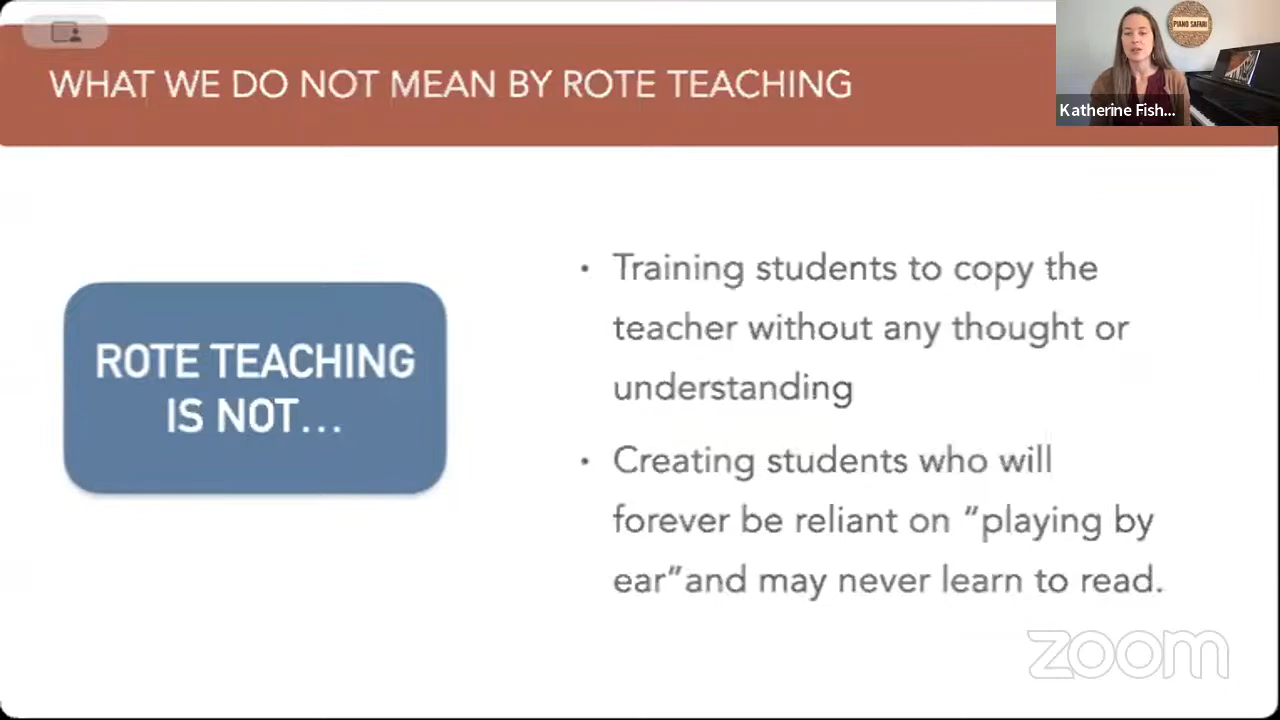 WHAT WE DO NOT MEAN BY ROTE TEACHING
PIANO SAFARI
Katherine Fish...
ROTE TEACHING
IS NOT...
• Training students to copy the
teacher without any thought or
understanding
• Creating students who will
forever be reliant on "playing by
ear"and may never learn to read.
zoom